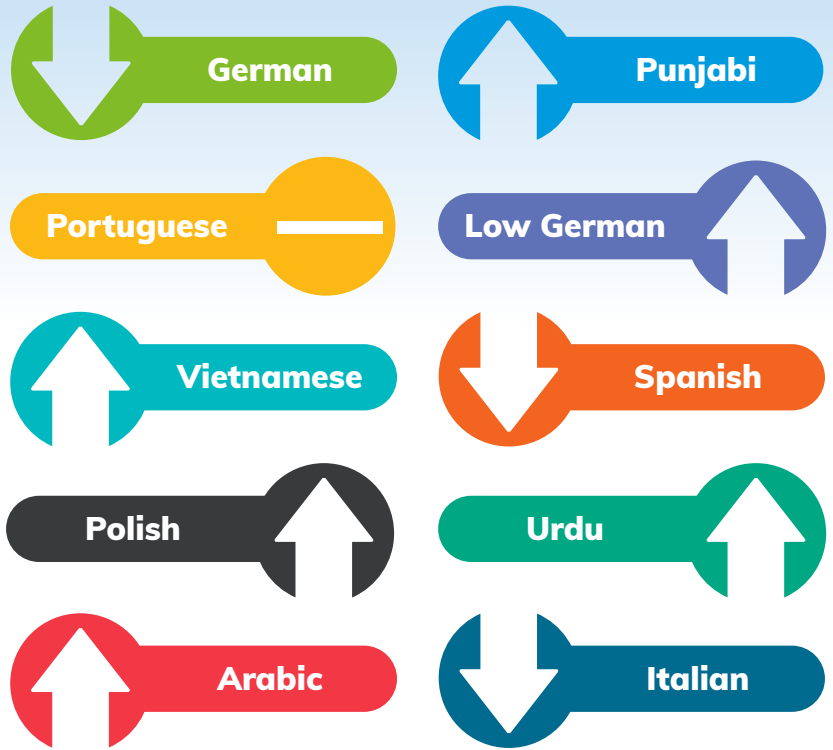 German
Punjabi
Portuguese
Low German
Vietnamese
Spanish
Polish
Urdu
Arabic
Italian